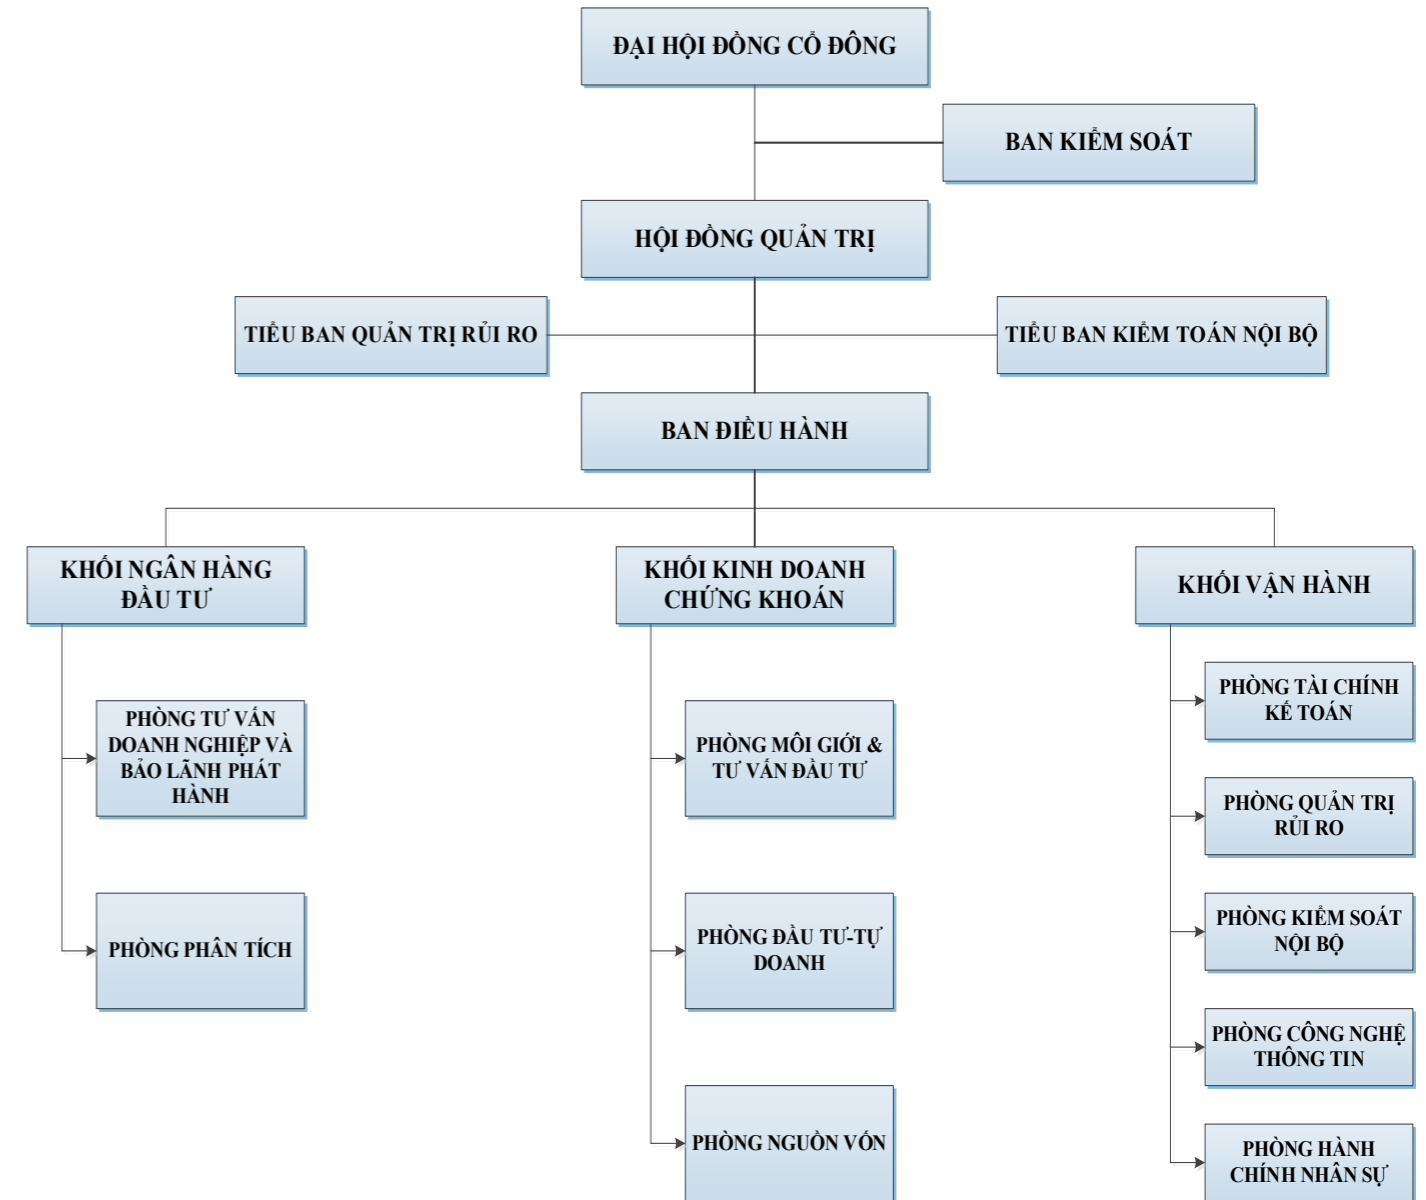 ĐẠI HỘI ĐỒNG CỔ ĐÔNG
BAN KIỂM SOÁT
HỘI ĐỒNG QUẢN TRỊ
TIỂU BAN QUẢN TRỊ RỦI RO
TIỂU BAN KIỂM TOÁN NỘI BỘ
BAN ĐIỀU HÀNH
KHỐI NGÂN HÀNG
ĐẦU TƯ
KHỐI KINH DOANH
CHỨNG KHOÁN
KHỐI VẬN HÀNH
PHÒNG TƯ VẤN
DOANH NGHIỆP VÀ
BẢO LÃNH PHÁT
HÀNH
PHÒNG PHÂN TÍCH
PHÒNG MÔI GIỚI &
TƯ VẤN ĐẦU TƯ
PHÒNG ĐẦU TƯ-TỰ
DOANH
PHÒNG NGUỒN VỐN
PHÒNG TÀI CHÍNH
KẾ TOÁN
PHÒNG QUẢN TRỊ
RỦI RO
PHÒNG KIỂM SOÁT
NỘI BỘ
PHÒNG CÔNG NGHỆ
THÔNG TIN
PHÒNG HÀNH
CHÍNH NHÂN SỰ